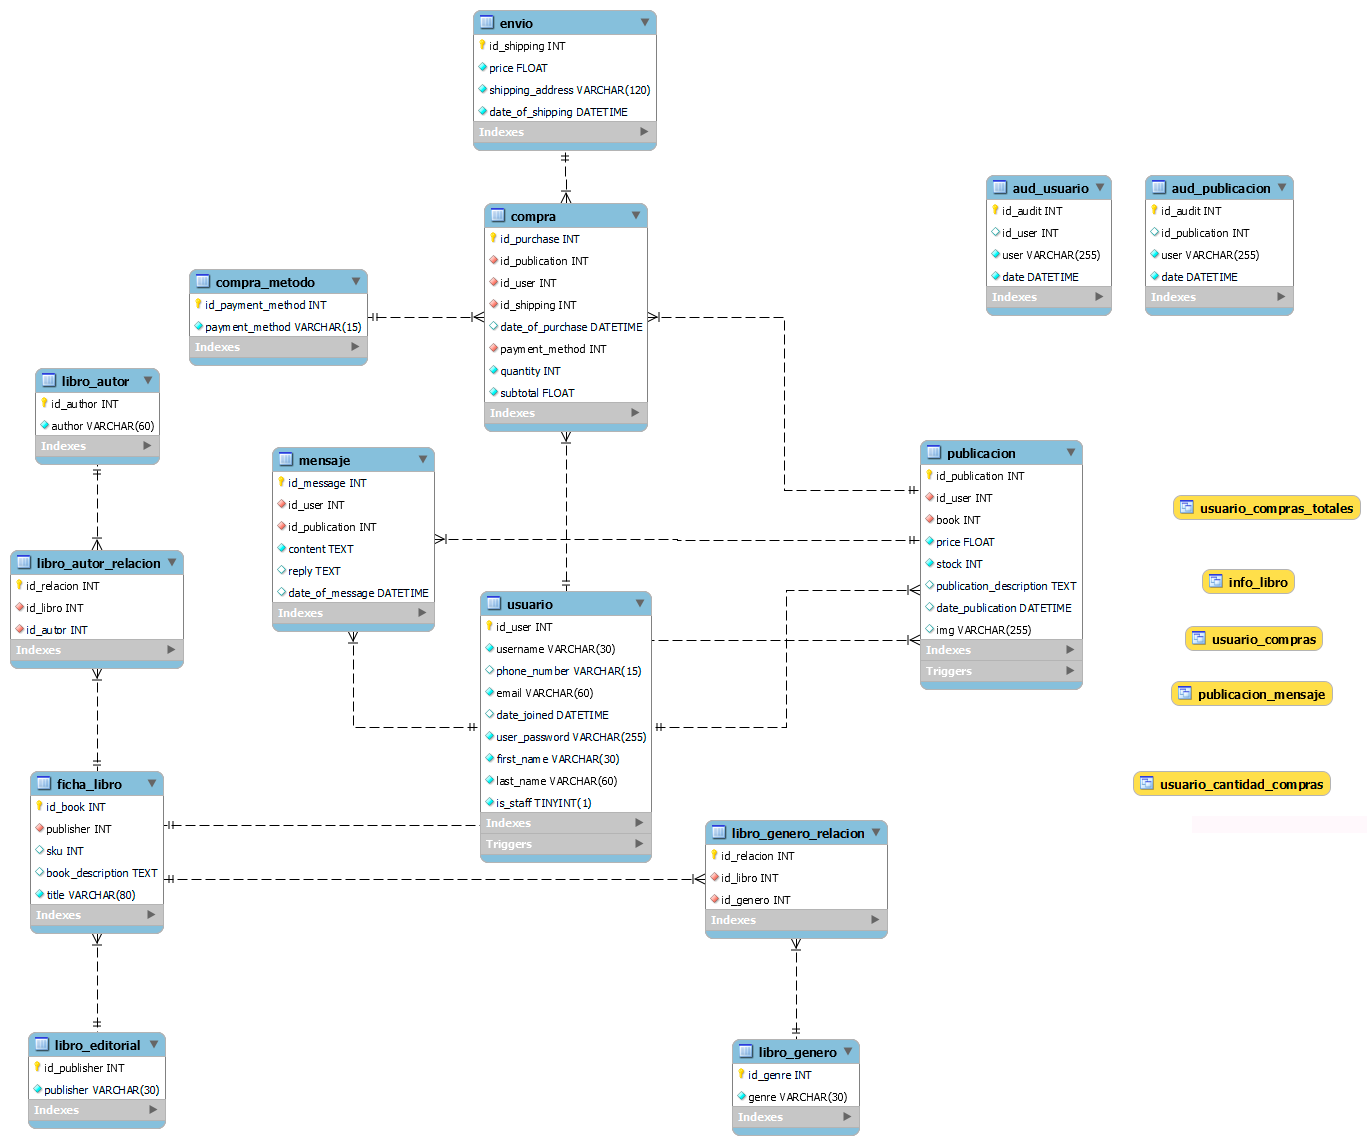 envio
id_shipping INT
price FLOAT
shipping_address VARCHAR(120)
date_of_shipping DATETIME
Indexes
compra
id_purchase INT
id_publication INT
id_user INT
id_shipping INT
date_of_purchase DATETIME
payment_method INT
quantity INT
subtotal FLOAT
Indexes
aud_usuario
id_audit INT
id_user INT
user VARCHAR(255)
date DATETIME
Indexes
aud_publicacion
id_audit INT
id_publication INT
user VARCHAR(255)
date DATETIME
Indexes
compra_metodo
id_payment_method INT
payment_method VARCHAR(15)
Indexes
libro_autor
id_author INT
author VARCHAR(60)
Indexes
mensaje
id_message INT
id_user INT
id_publication INT
content TEXT
reply TEXT
date_of_message DATETIME
Indexes
publicacion
id_publication INT
id_user INT
book INT
price FLOAT
stock INT
publication_description TEXT
date_publication DATETIME
img VARCHAR(255)
Indexes
Triggers
usuario_compras_totales
info_libro
usuario_compras
publicacion_mensaje
usuario_cantidad_compras
libro_autor_relacion
id_relacion INT
id_libro INT
id_autor INT
Indexes
usuario
id_user INT
username VARCHAR(30)
phone_number VARCHAR(15)
email VARCHAR(60)
date_joined DATETIME
user_password VARCHAR(255)
first_name VARCHAR(30)
last_name VARCHAR(60)
is_staff TINYINT(1)
Indexes
Triggers
ficha_libro
id_book INT
publisher INT
sku INT
book_description TEXT
title VARCHAR(80)
Indexes
libro_genero_relacion
id_relacion INT
id_libro INT
id_genero INT
Indexes
libro_editorial
id_publisher INT
publisher VARCHAR(30)
Indexes
libro_genero
id_genre INT
genre VARCHAR(30)
Indexes